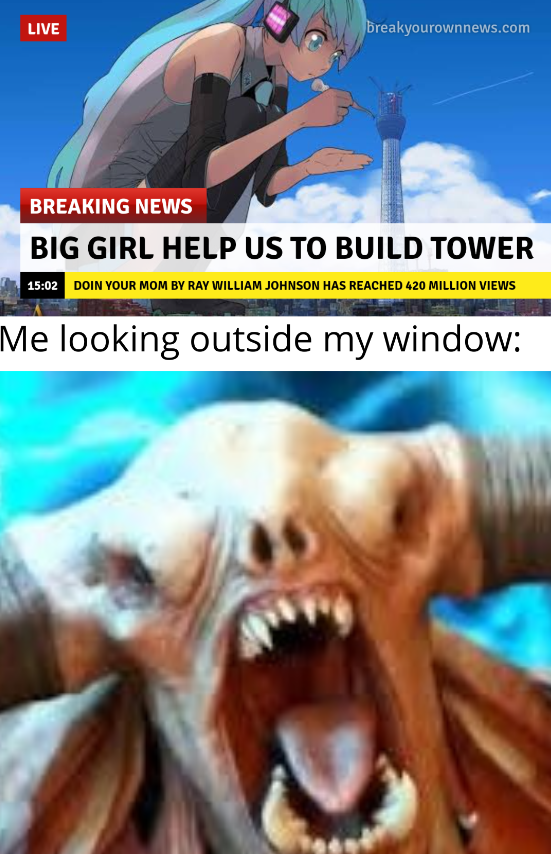 LIVE
breakyourownnews.com
BREAKING NEWS
BIG GIRL HELP US TO BUILD TOWER
15:02 DOIN YOUR MOM BY RAY WILLIAM JOHNSON HAS REACHED 420 MILLION VIEWS
Me looking outside my window: